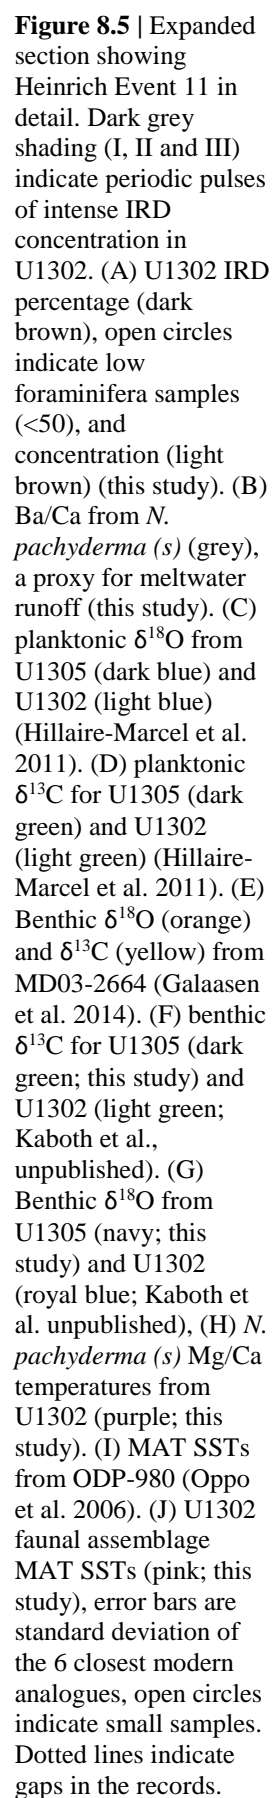 Figure 8.5 | Expanded
section showing
Heinrich Event 11 in
detail. Dark grey
shading (I, II and III)
indicate periodic pulses
of intense IRD
concentration in
U1302. (A) U1302 IRD
percentage (dark
brown), open circles
indicate low
foraminifera samples
(<50), and
concentration (light
brown) (this study). (B)
Ba/Ca from N.
pachyderma (s) (grey),
a proxy for meltwater
runoff (this study). (C)
planktonic δ¹⁸O from
U1305 (dark blue) and
U1302 (light blue)
(Hillaire-Marcel et al.
2011). (D) planktonic
δ¹³C for U1305 (dark
green) and U1302
(light green) (Hillaire-
Marcel et al. 2011). (E)
Benthic δ¹⁸O (orange)
and δ¹³C (yellow) from
MD03-2664 (Galaasen
et al. 2014). (F) benthic
δ¹³C for U1305 (dark
green; this study) and
U1302 (light green;
Kaboth et al.,
unpublished). (G)
Benthic δ¹⁸O from
U1305 (navy; this
study) and U1302
(royal blue; Kaboth et
al. unpublished), (H) N.
pachyderma (s) Mg/Ca
temperatures from
U1302 (purple; this
study). (I) MAT SSTs
from ODP-980 (Oppo
et al. 2006). (J) U1302
faunal assemblage
MAT SSTs (pink; this
study), error bars are
standard deviation of
the 6 closest modern
analogues, open circles
indicate small samples.
Dotted lines indicate
gaps in the records.